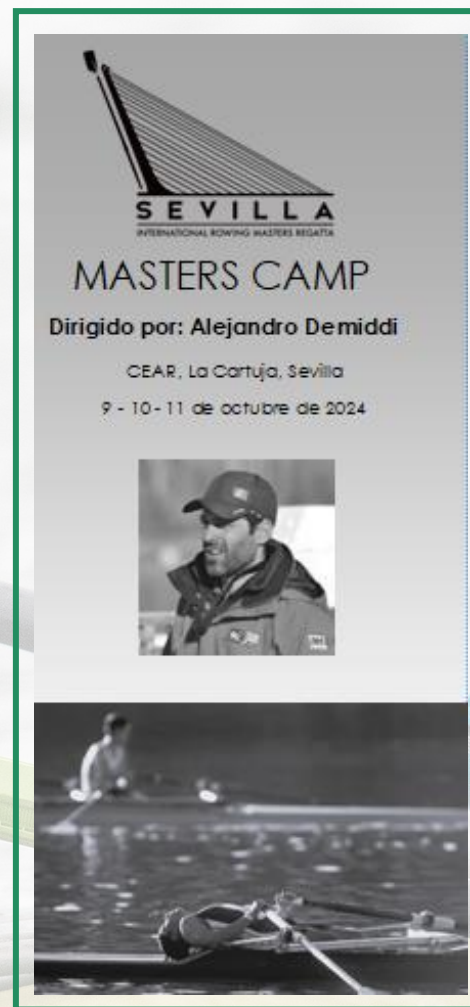 SEVILLA
INTERNATIONAL ROWING MASTERS REGATTA
MASTERS CAMP
Dirigido por: Alejandro Demiddi
CEAR, La Cartuja, Sevilla
9 - 10 - 11 de octubre de 2024